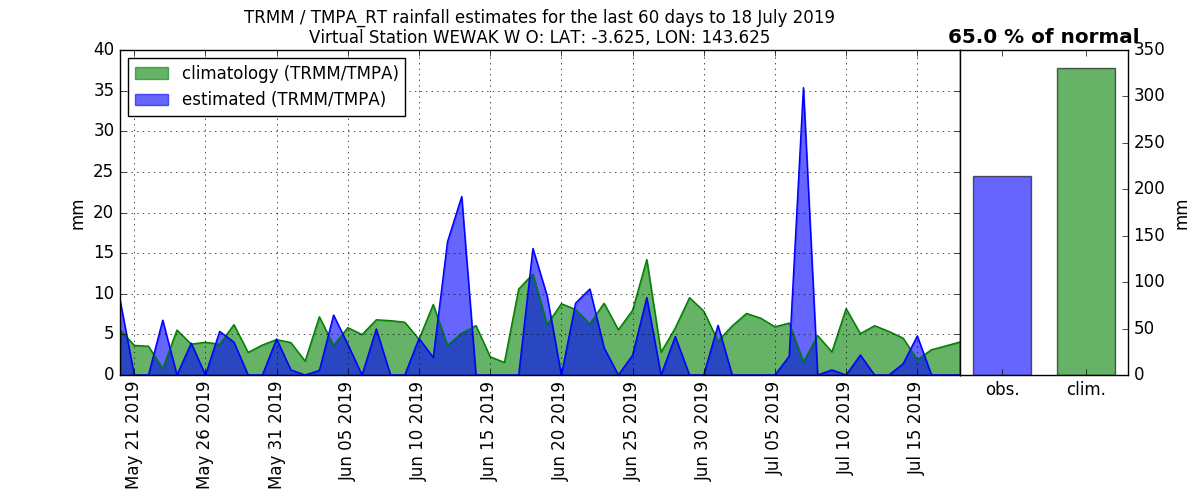 TRMM / TMPA_RT rainfall estimates for the last 60 days to 18 July 2019
Virtual Station WEWAK W O: LAT: -3.625, LON: 143.625
65.0 % of normal
climatology (TRMM/TMPA)
estimated (TRMM/TMPA)
mm
40
35
30
25
20
15
10
5
0
May 21 2019
May 26 2019
May 31 2019
Jun 05 2019
Jun 10 2019
Jun 15 2019
Jun 20 2019
Jun 25 2019
Jun 30 2019
Jul 05 2019
Jul 10 2019
Jul 15 2019
obs.
clim.
350
300
250
200
150
100
50
0
mm